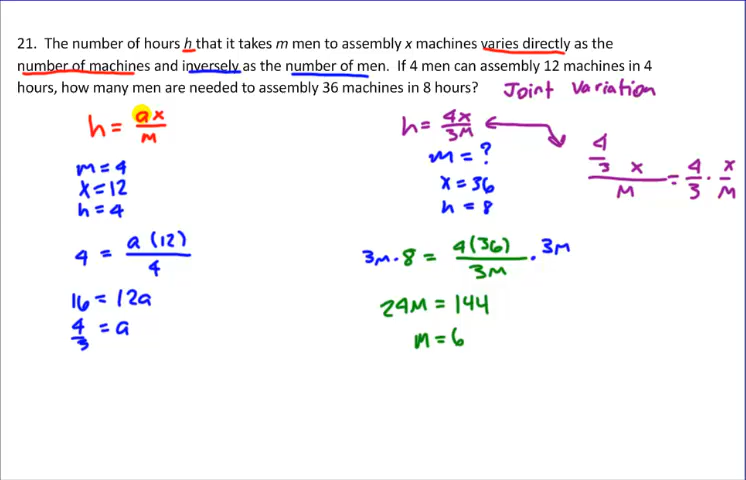 21. The number of hours h that it takes m men to assembly x machines varies directly as the
number of machines and inversely as the number of men. If 4 men can assembly 12 machines in 4
hours, how many men are needed to assembly 36 machines in 8 hours? Joint Variation
h = ax/m
m = 4
x = 12
h = 4
4 = a(12)/4
16 = 12a
4/3 = a
h = 4x/3m
m = ?
x = 36
h = 8
3m · 8 = 4(36)/3m · 3m
24m = 144
m = 6
4/3 x/m = 4/3 · x/m